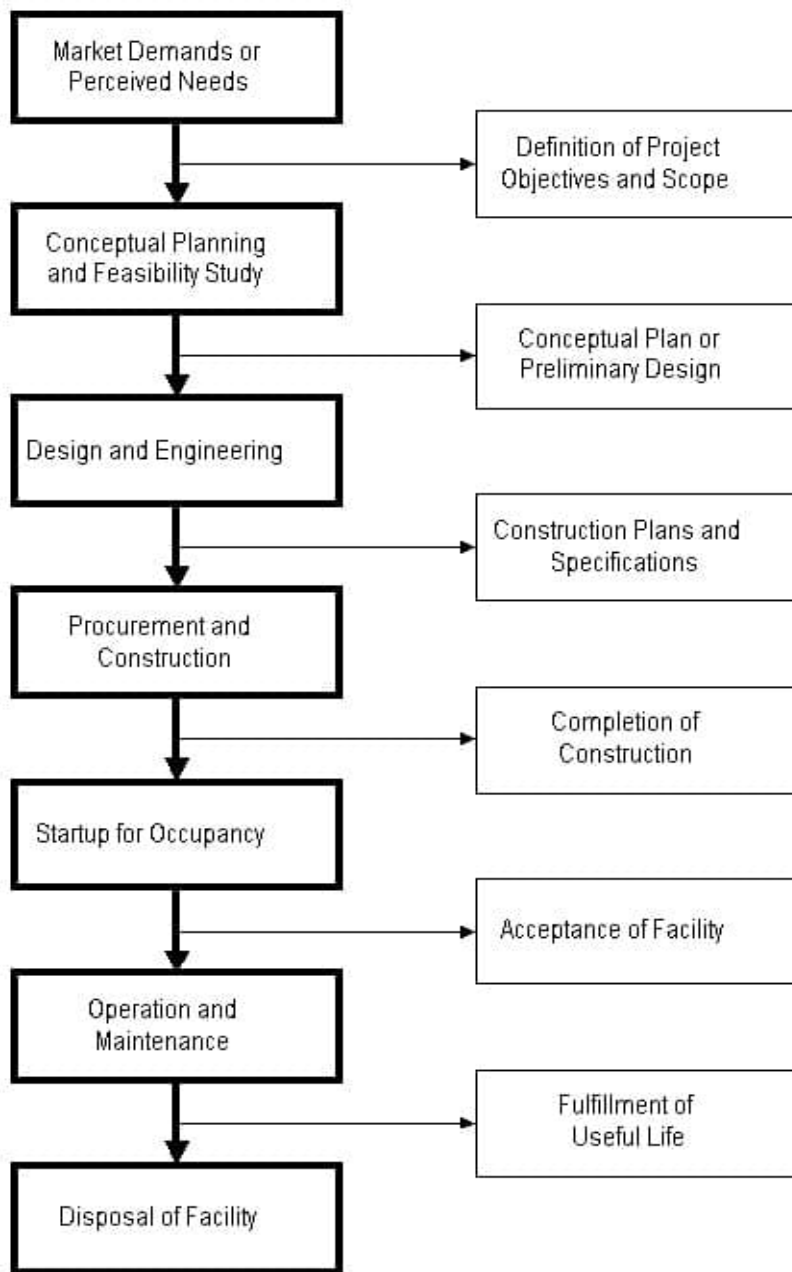 Market Demands or
Perceived Needs
Definition of Project
Objectives and Scope
Conceptual Planning
and Feasibility Study
Conceptual Plan or
Preliminary Design
Design and Engineering
Construction Plans and
Specifications
Procurement and
Construction
Completion of
Construction
Startup for Occupancy
Acceptance of Facility
Operation and
Maintenance
Fulfillment of
Useful Life
Disposal of Facility